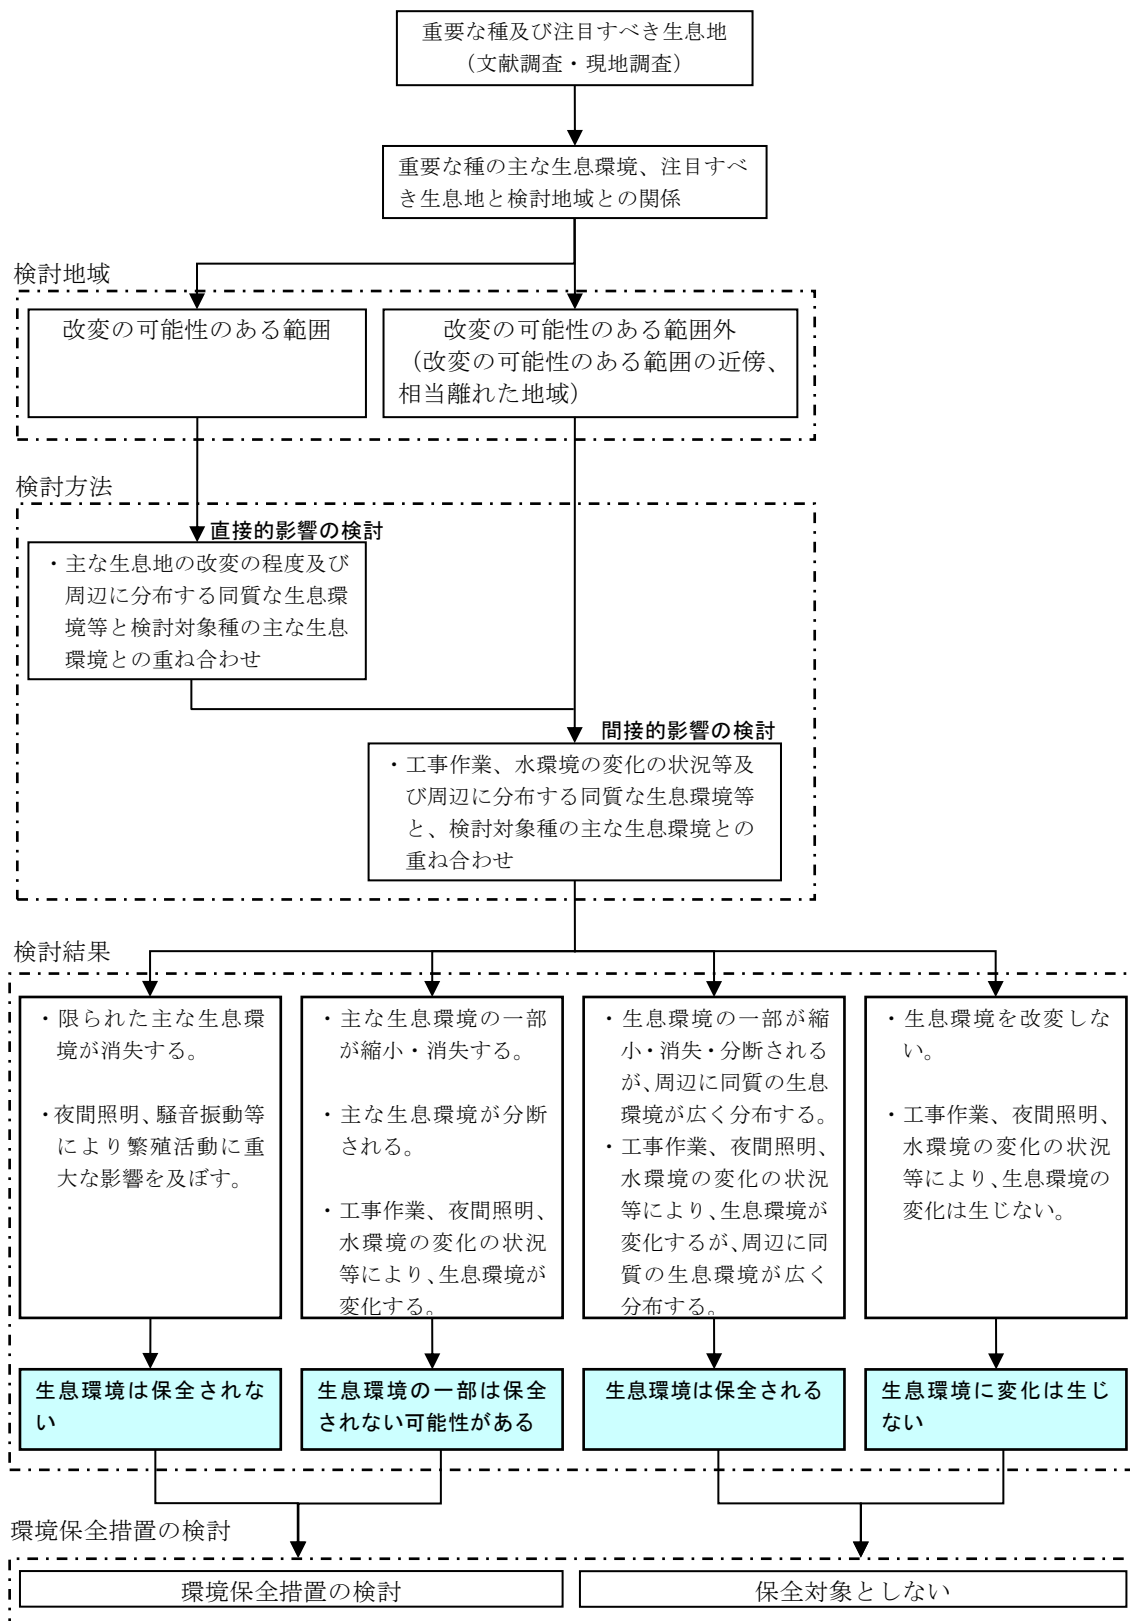 重要な種及び注目すべき生息地
（文献調査・現地調査）
重要な種の主な生息環境、注目すべ
き生息地と検討地域との関係
検討地域
改変の可能性のある範囲
改変の可能性のある範囲外
（改変の可能性のある範囲の近傍、
相当離れた地域）
検討方法
直接的影響の検討
・主な生息地の改変の程度及び
周辺に分布する同質な生息環
境等と検討対象種の主な生息
環境との重ね合わせ
間接的影響の検討
・工事作業、水環境の変化の状況等及
び周辺に分布する同質な生息環境等
と、検討対象種の主な生息環境との
重ね合わせ
検討結果
・限られた主な生息環
境が消失する。
・夜間照明、騒音振動等
により繁殖活動に重
大な影響を及ぼす。
・主な生息環境の一部
が縮小・消失する。
・主な生息環境が分断
される。
・工事作業、夜間照明、
水環境の変化の状況
等により、生息環境が
変化する。
・生息環境の一部が縮
小・消失・分断される
が、周辺に同質の生息
環境が広く分布する。
・工事作業、夜間照明、
水環境の変化の状況
等により、生息環境が
変化するが、周辺に同
質の生息環境が広く
分布する。
・生息環境を改変しな
い。
・工事作業、夜間照明、
水環境の変化の状況
等により、生息環境の
変化は生じない。
生息環境は保全されな
い
生息環境の一部は保全
されない可能性がある
生息環境は保全される
生息環境に変化は生じ
ない
環境保全措置の検討
環境保全措置の検討
保全対象としない